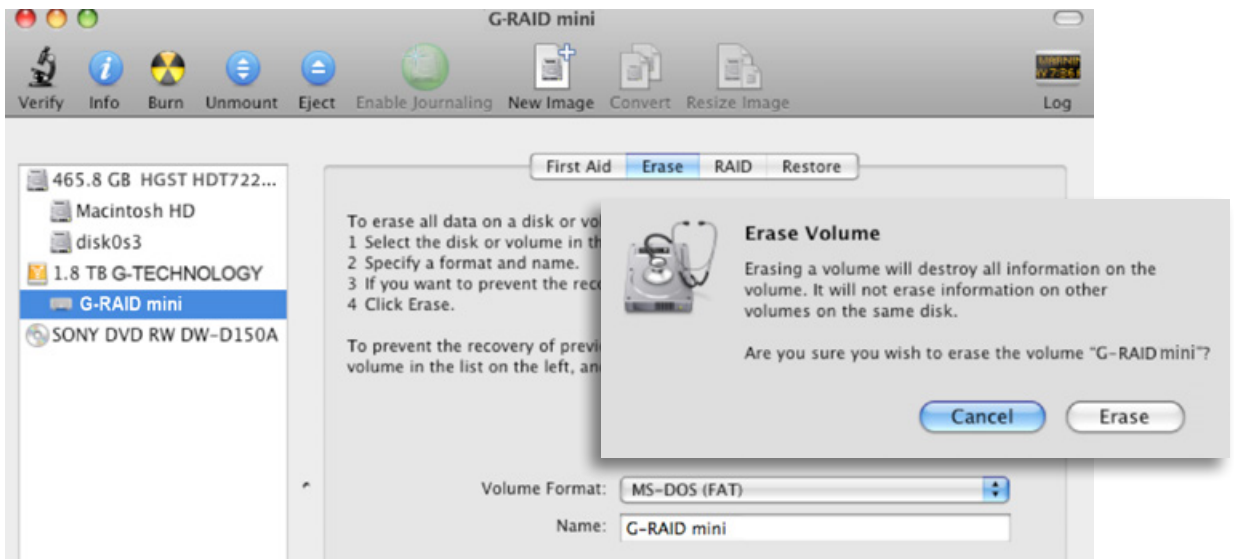 G-RAID mini
Verify Info Burn Unmount Eject Enable Journaling New Image Convert Resize Image Log
First Aid Erase RAID Restore
465.8 GB HGST HDT722...
Macintosh HD
disk0s3
1.8 TB G-TECHNOLOGY
G-RAID mini
SONY DVD RW DW-D150A
To erase all data on a disk or
1 Select the disk or volume in
2 Specify a format and name.
3 If you want to prevent the
4 Click Erase.
To prevent the recovery of
volume in the list on the left,
Erase Volume
Erasing a volume will destroy all information on the
volume. It will not erase information on other
volumes on the same disk.
Are you sure you wish to erase the volume "G-RAID mini"?
Cancel Erase
Volume Format: MS-DOS (FAT)
Name: G-RAID mini